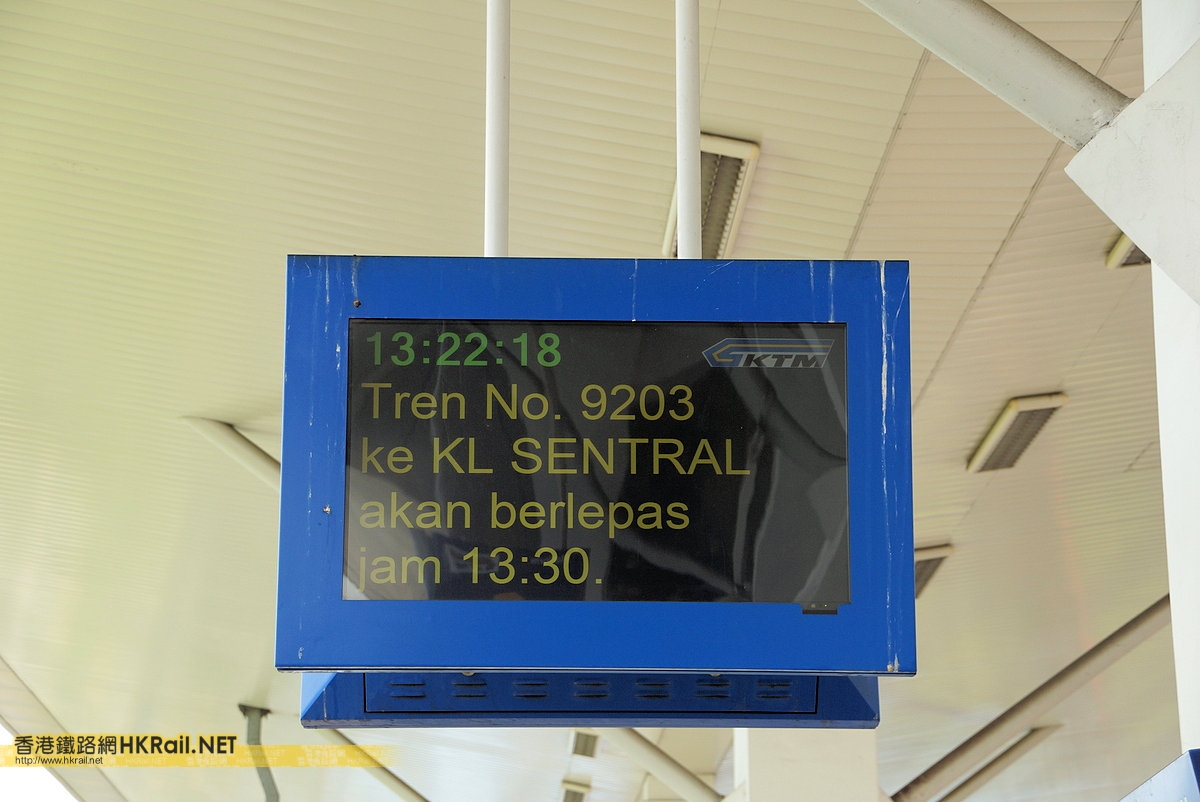 13:22:18
KTM
Tren No. 9203
ke KL SENTRAL
akan berlepas
jam 13:30.
香港鐵路網HKRail.NET
http://www.hkrail.net